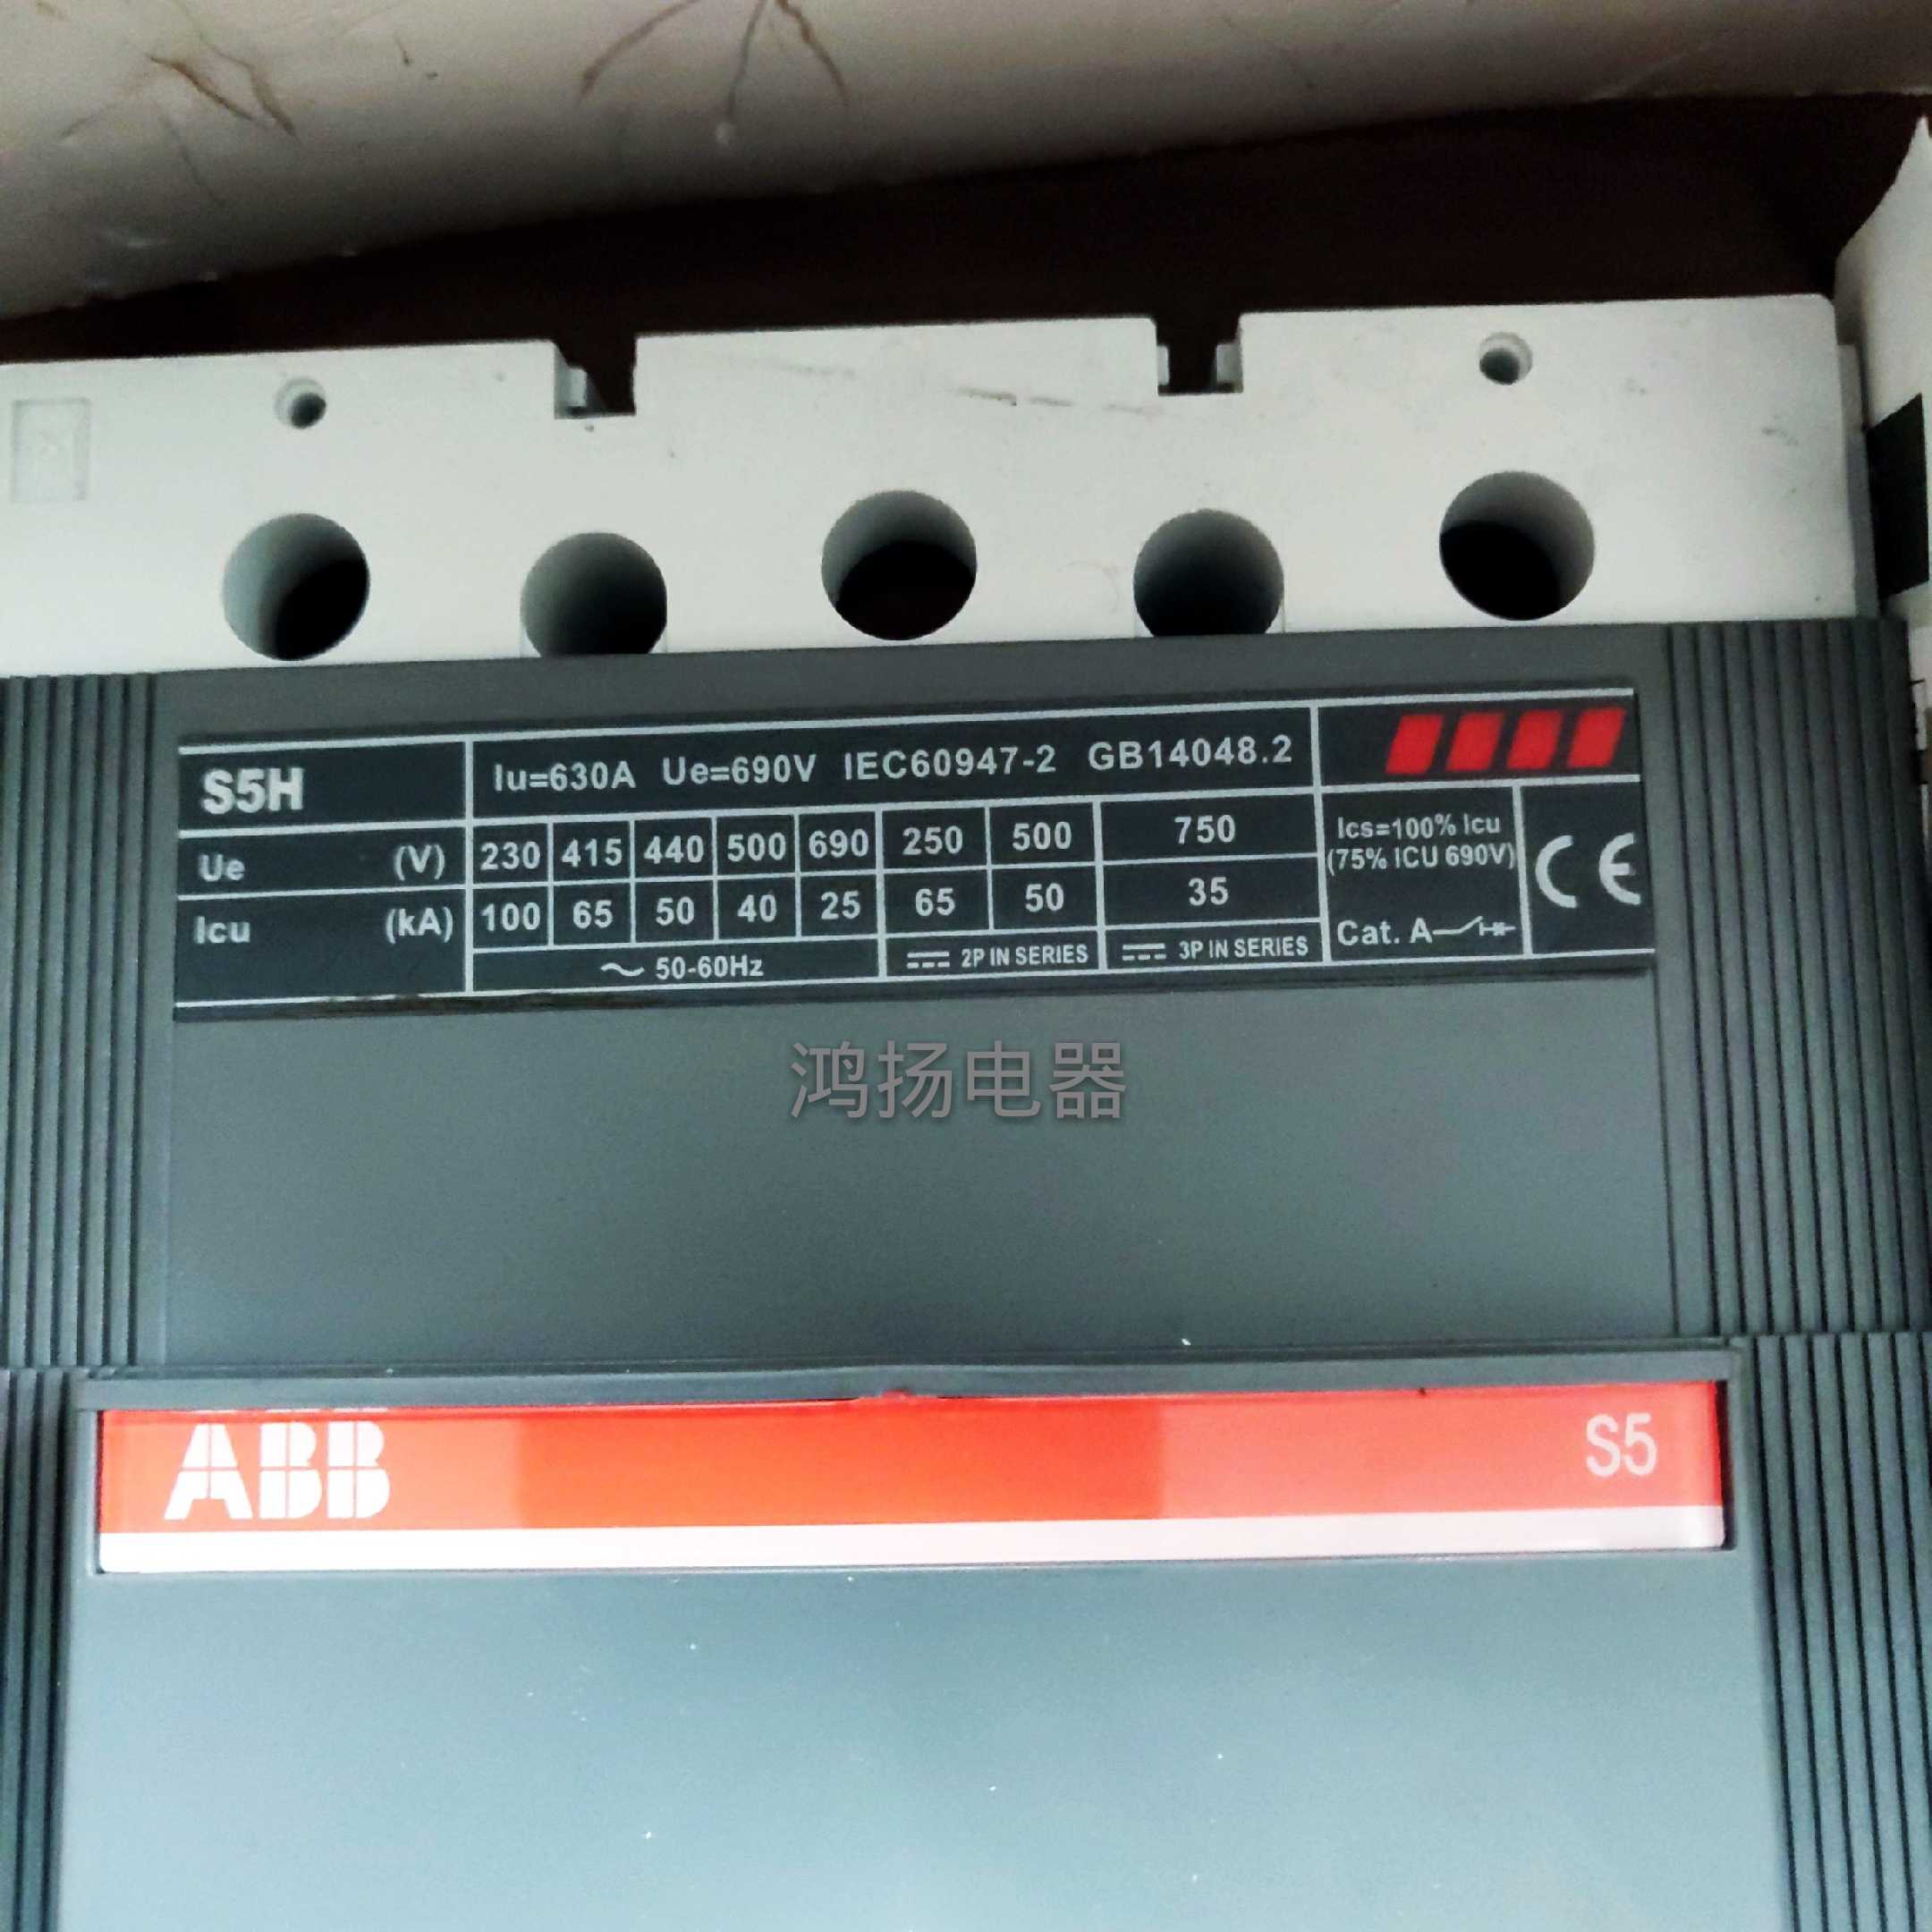 S5H Iu=630A Ue=690V IEC60947-2 GB14048.2
Ue (V) 230 415 440 500 690 250 500 750
Icu (kA) 100 65 50 40 25 65 50 35
~ 50-60Hz 2P IN SERIES 3P IN SERIES
Ics=100% Icu
(75% ICU 690V)
Cat. A
CE
鸿扬电器
ABB S5